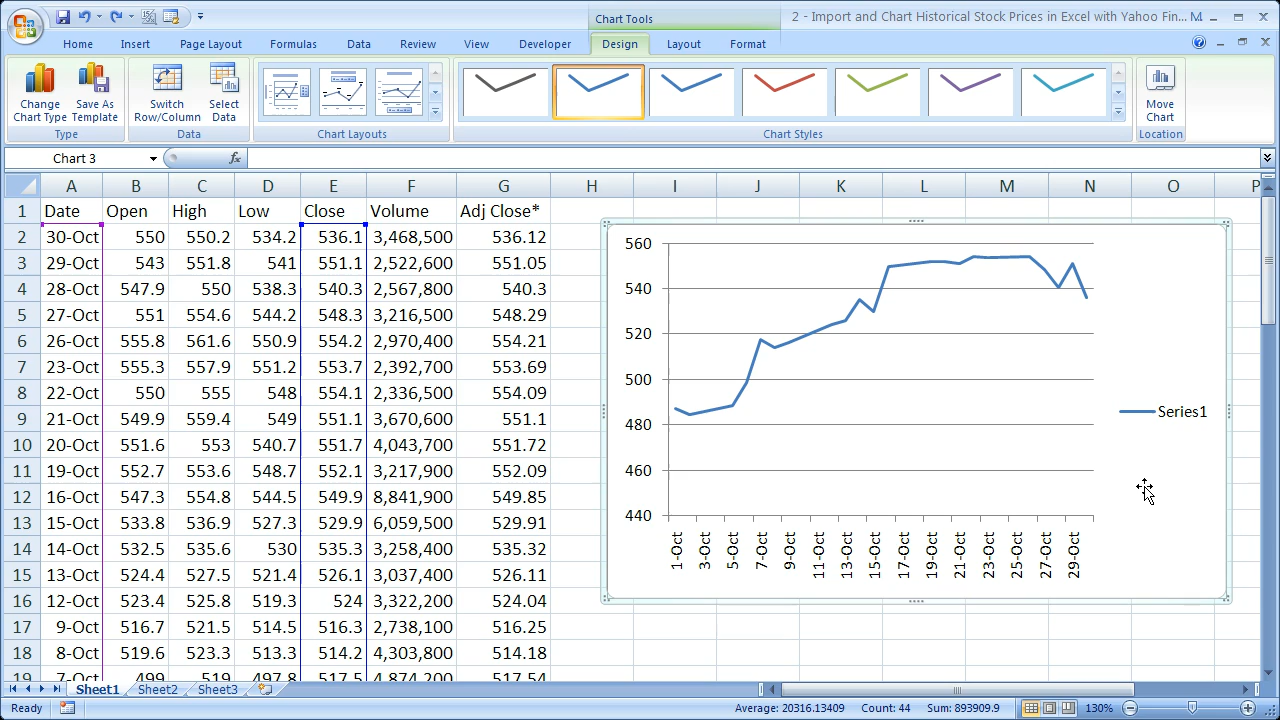 Chart Tools
2 - Import and Chart Historical Stock Prices in Excel with Yahoo Fin... M
Home Insert Page Layout Formulas Data Review View Developer Design Layout Format
Change Chart Type
Save As Template
Switch Row/Column
Select Data
Move Chart
Type Data Chart Layouts Chart Styles Location
Chart 3 fx
A B C D E F G H I J K L M N O P
1 Date Open High Low Close Volume Adj Close*
2 30-Oct 550 550.2 534.2 536.1 3,468,500 536.12
3 29-Oct 543 551.8 541 551.1 2,522,600 551.05
4 28-Oct 547.9 550 538.3 540.3 2,567,800 540.3
5 27-Oct 551 554.6 544.2 548.3 3,216,500 548.29
6 26-Oct 555.8 561.6 550.9 554.2 2,970,400 554.21
7 23-Oct 555.3 557.9 551.2 553.7 2,392,700 553.69
8 22-Oct 550 555 548 554.1 2,336,500 554.09
9 21-Oct 549.9 559.4 549 551.1 3,670,600 551.1
10 20-Oct 551.6 553 540.7 551.7 4,043,700 551.72
11 19-Oct 552.7 553.6 548.7 552.1 3,217,900 552.09
12 16-Oct 547.3 554.8 544.5 549.9 8,841,900 549.85
13 15-Oct 533.8 536.9 527.3 529.9 6,059,500 529.91
14 14-Oct 532.5 535.6 530 535.3 3,258,400 535.32
15 13-Oct 524.4 527.5 521.4 526.1 3,037,400 526.11
16 12-Oct 523.4 525.8 519.3 524 3,322,200 524.04
17 9-Oct 516.7 521.5 514.5 516.3 2,738,100 516.25
18 8-Oct 519.6 523.3 513.3 514.2 4,303,800 514.18
19 7-Oct 499 519 497.8 517.5 4,874,200 517.54
560
540
520
500
480
460
440
1-Oct 3-Oct 5-Oct 7-Oct 9-Oct 11-Oct 13-Oct 15-Oct 17-Oct 19-Oct 21-Oct 23-Oct 25-Oct 27-Oct 29-Oct
Series1
Sheet1 Sheet2 Sheet3
Ready Average: 20316.13409 Count: 44 Sum: 893909.9 130%